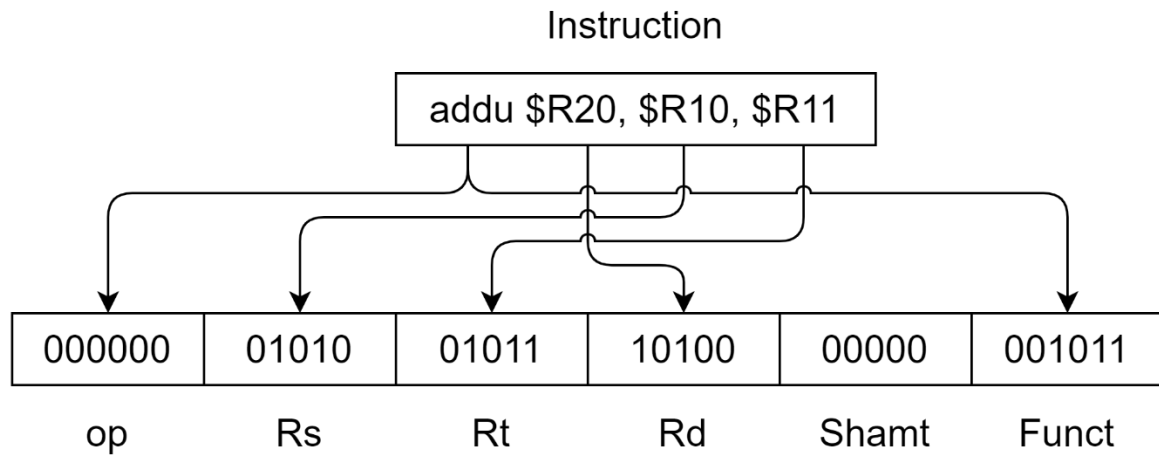 Instruction
addu $R20, $R10, $R11
000000 01010 01011 10100 00000 001011
op Rs Rt Rd Shamt Funct